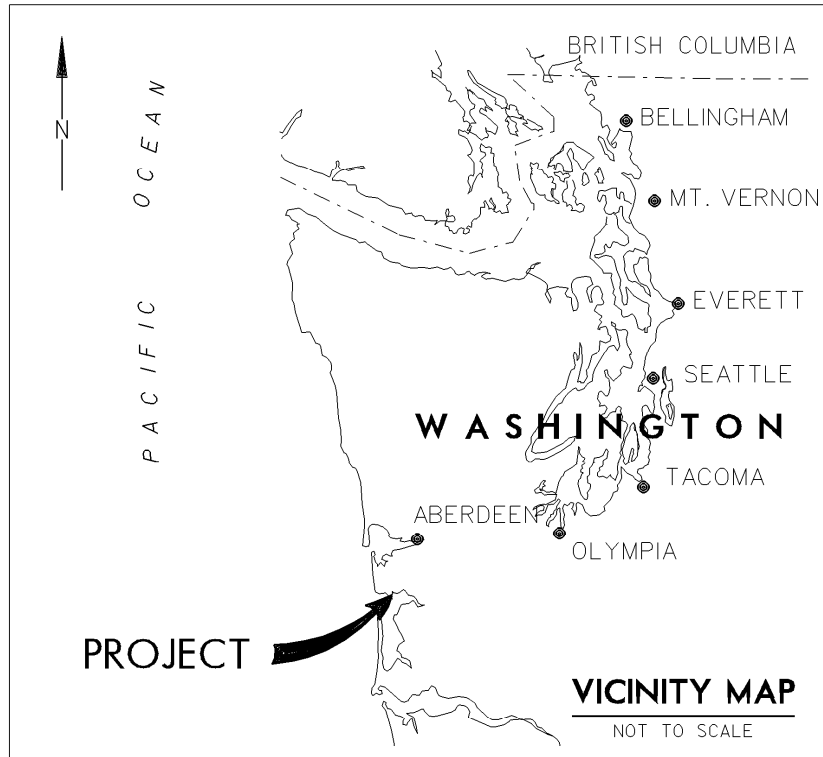 BRITISH COLUMBIA
N
PACIFIC OCEAN
BELLINGHAM
MT. VERNON
EVERETT
SEATTLE
WASHINGTON
TACOMA
ABERDEEN
OLYMPIA
PROJECT
VICINITY MAP
NOT TO SCALE